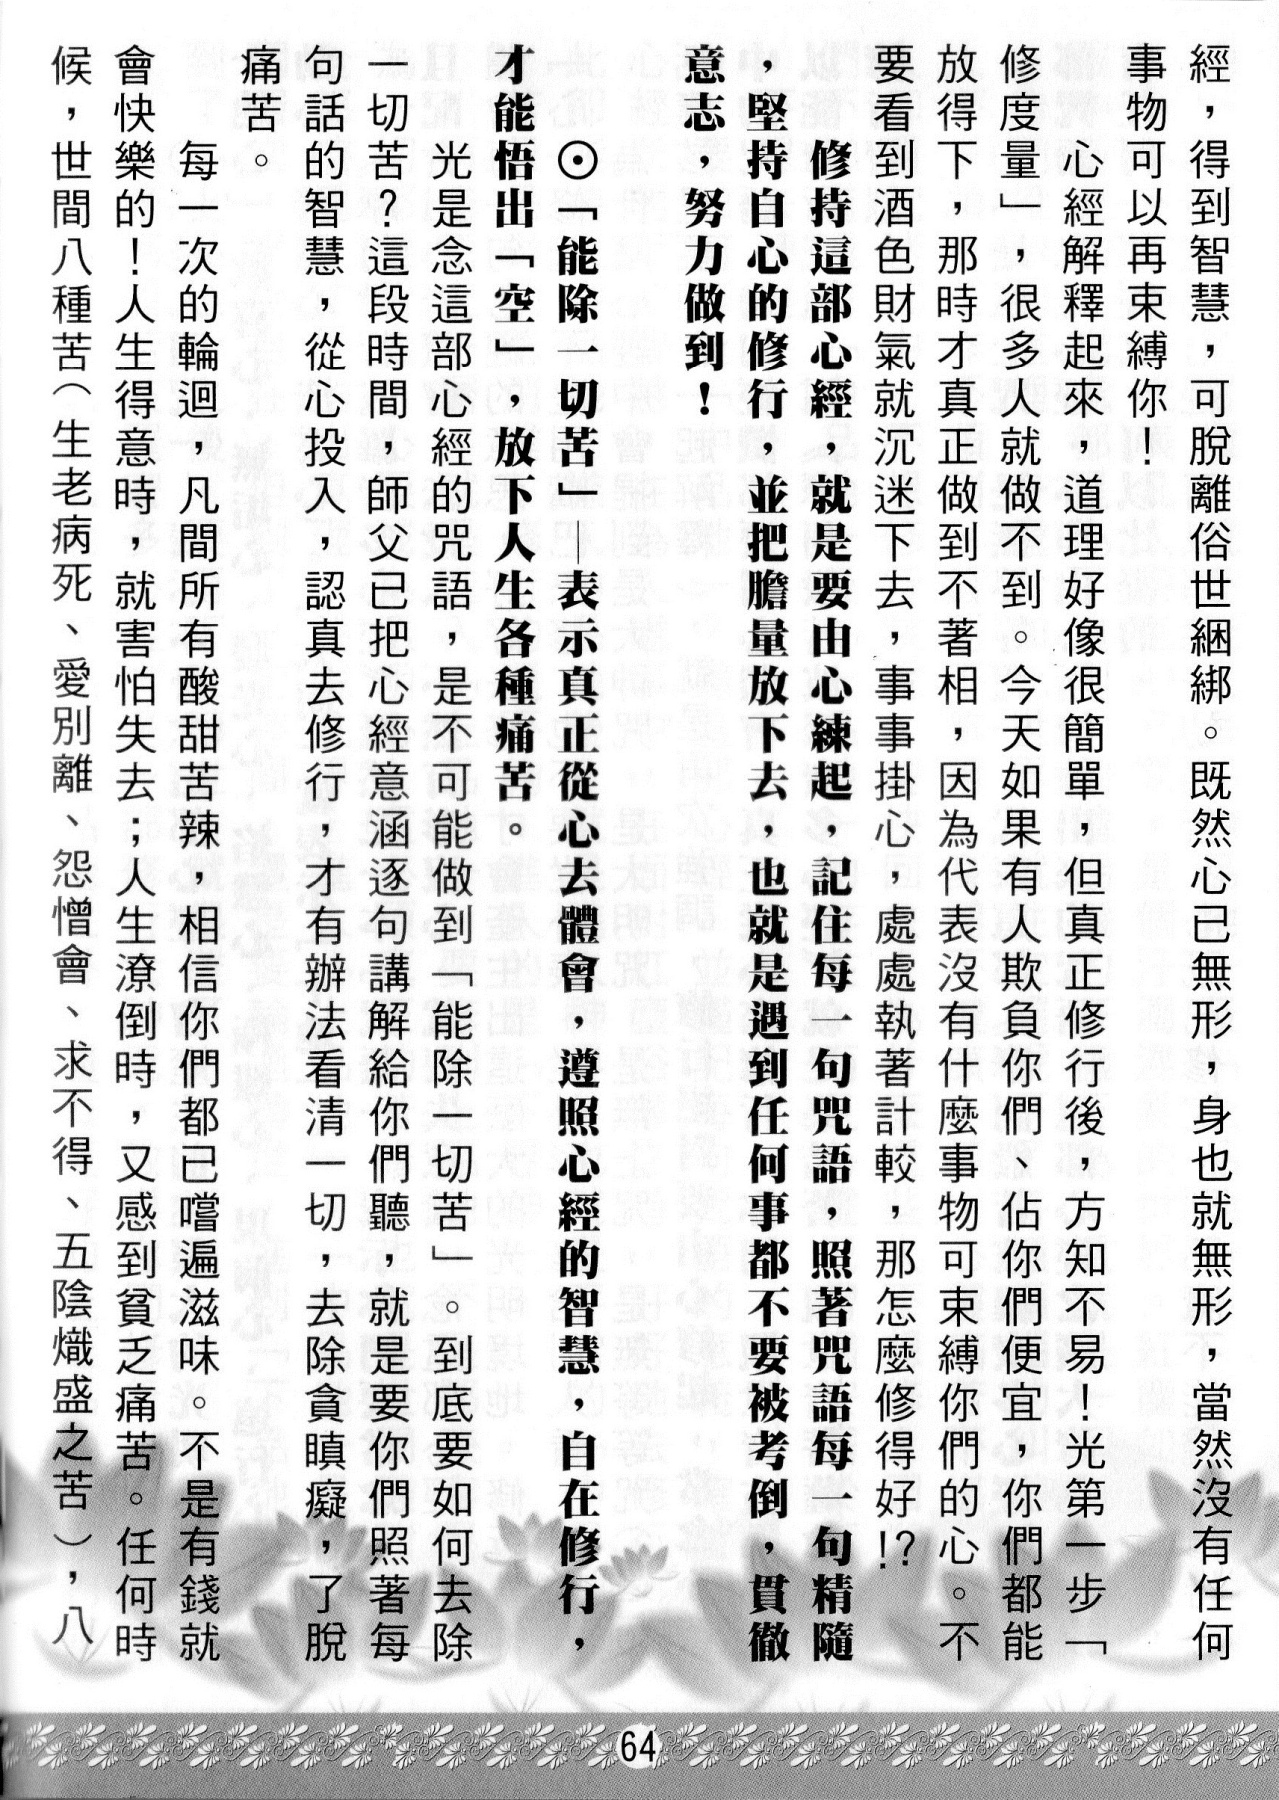 經，得到智慧，可脫離俗世綑綁。既然心已無形，身也就無形，當然沒有任何
事物可以再束縛你！
心經解釋起來，道理好像很簡單，但真正修行後，方知不易！光第一步「
修度量」，很多人就做不到。今天如果有人欺負你們、佔你們便宜，你們都能
放得下，那時才真正做到不著相，因為代表沒有什麼事物可束縛你們的心。不
要看到酒色財氣就沉迷下去，事事掛心，處處執著計較，那怎麼修得好!?
修持這部心經，就是要由心練起，記住每一句咒語，照著咒語每一句精隨
，堅持自心的修行，並把膽量放下去，也就是遇到任何事都不要被考倒，貫徹
意志，努力做到！
⊙「能除一切苦」—表示真正從心去體會，遵照心經的智慧，自在修行，
才能悟出「空」，放下人生各種痛苦。
光是念這部心經的咒語，是不可能做到「能除一切苦」。到底要如何去除
一切苦？這段時間，師父已把心經意涵逐句講解給你們聽，就是要你們照著每
句話的智慧，從心投入，認真去修行，才有辦法看清一切，去除貪瞋癡，了脫
痛苦。
每一次的輪迴，凡間所有酸甜苦辣，相信你們都已嚐遍滋味。不是有錢就
會快樂的！人生得意時，就害怕失去；人生潦倒時，又感到貧乏痛苦。任何時
候，世間八種苦（生老病死、愛別離、怨憎會、求不得、五陰熾盛之苦），八
64